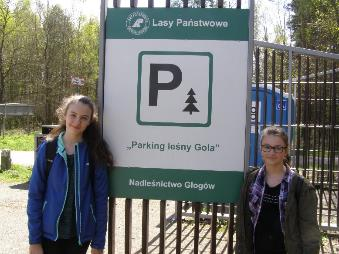 Lasy Państwowe
P
„Parking leśny Gola"
Nadleśnictwo Głogów